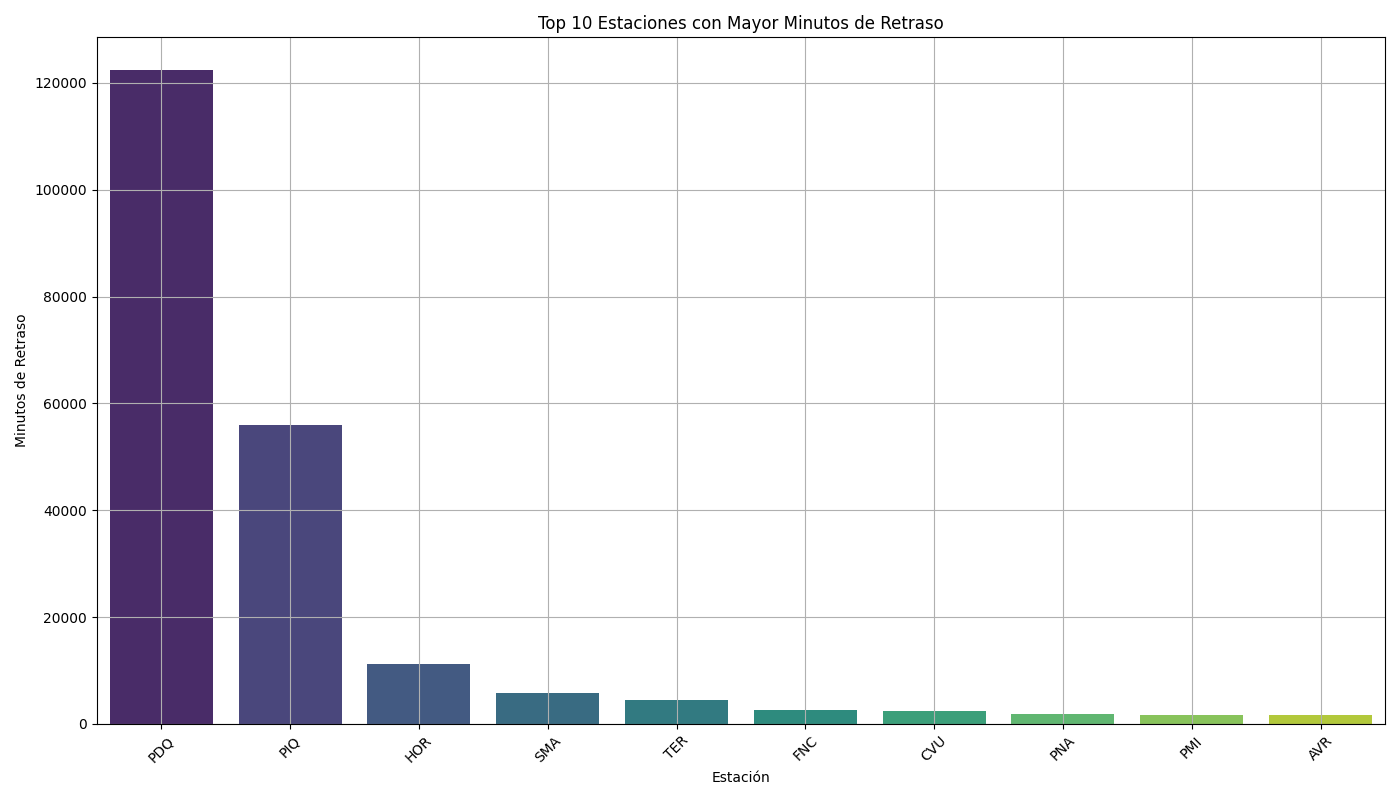 Top 10 Estaciones con Mayor Minutos de Retraso
Minutos de Retraso
120000
100000
80000
60000
40000
20000
0
PDQ
PIQ
HOR
SMA
TER
FNC
CVU
PNA
PMI
AVR
Estación